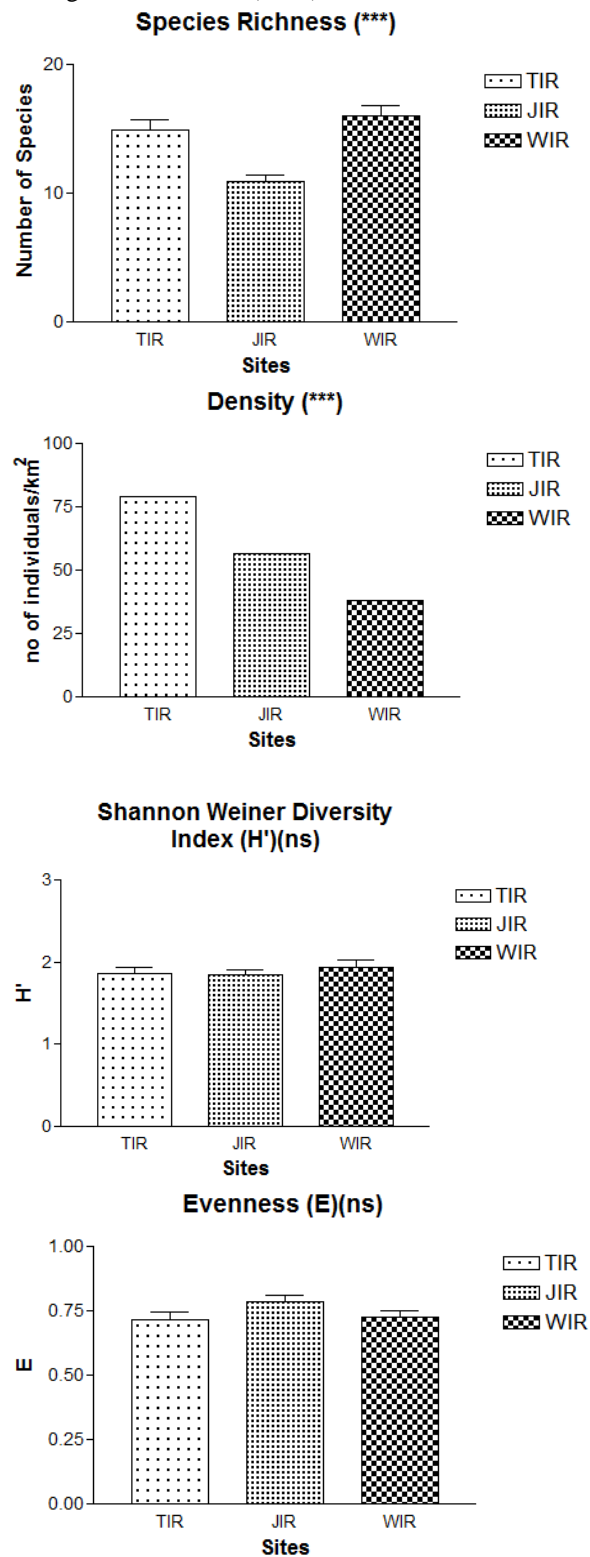 Species Richness (***)
20
10
0
Number of Species
TIR
JIR
WIR
Sites
TIR
JIR
WIR
Density (***)
100
75
50
25
0
no of individuals/km²
TIR
JIR
WIR
Sites
TIR
JIR
WIR
Shannon Weiner Diversity
Index (H')(ns)
3
2
1
0
H'
TIR
JIR
WIR
Sites
TIR
JIR
WIR
Evenness (E)(ns)
1.00
0.75
0.50
0.25
0.00
E
TIR
JIR
WIR
Sites
TIR
JIR
WIR